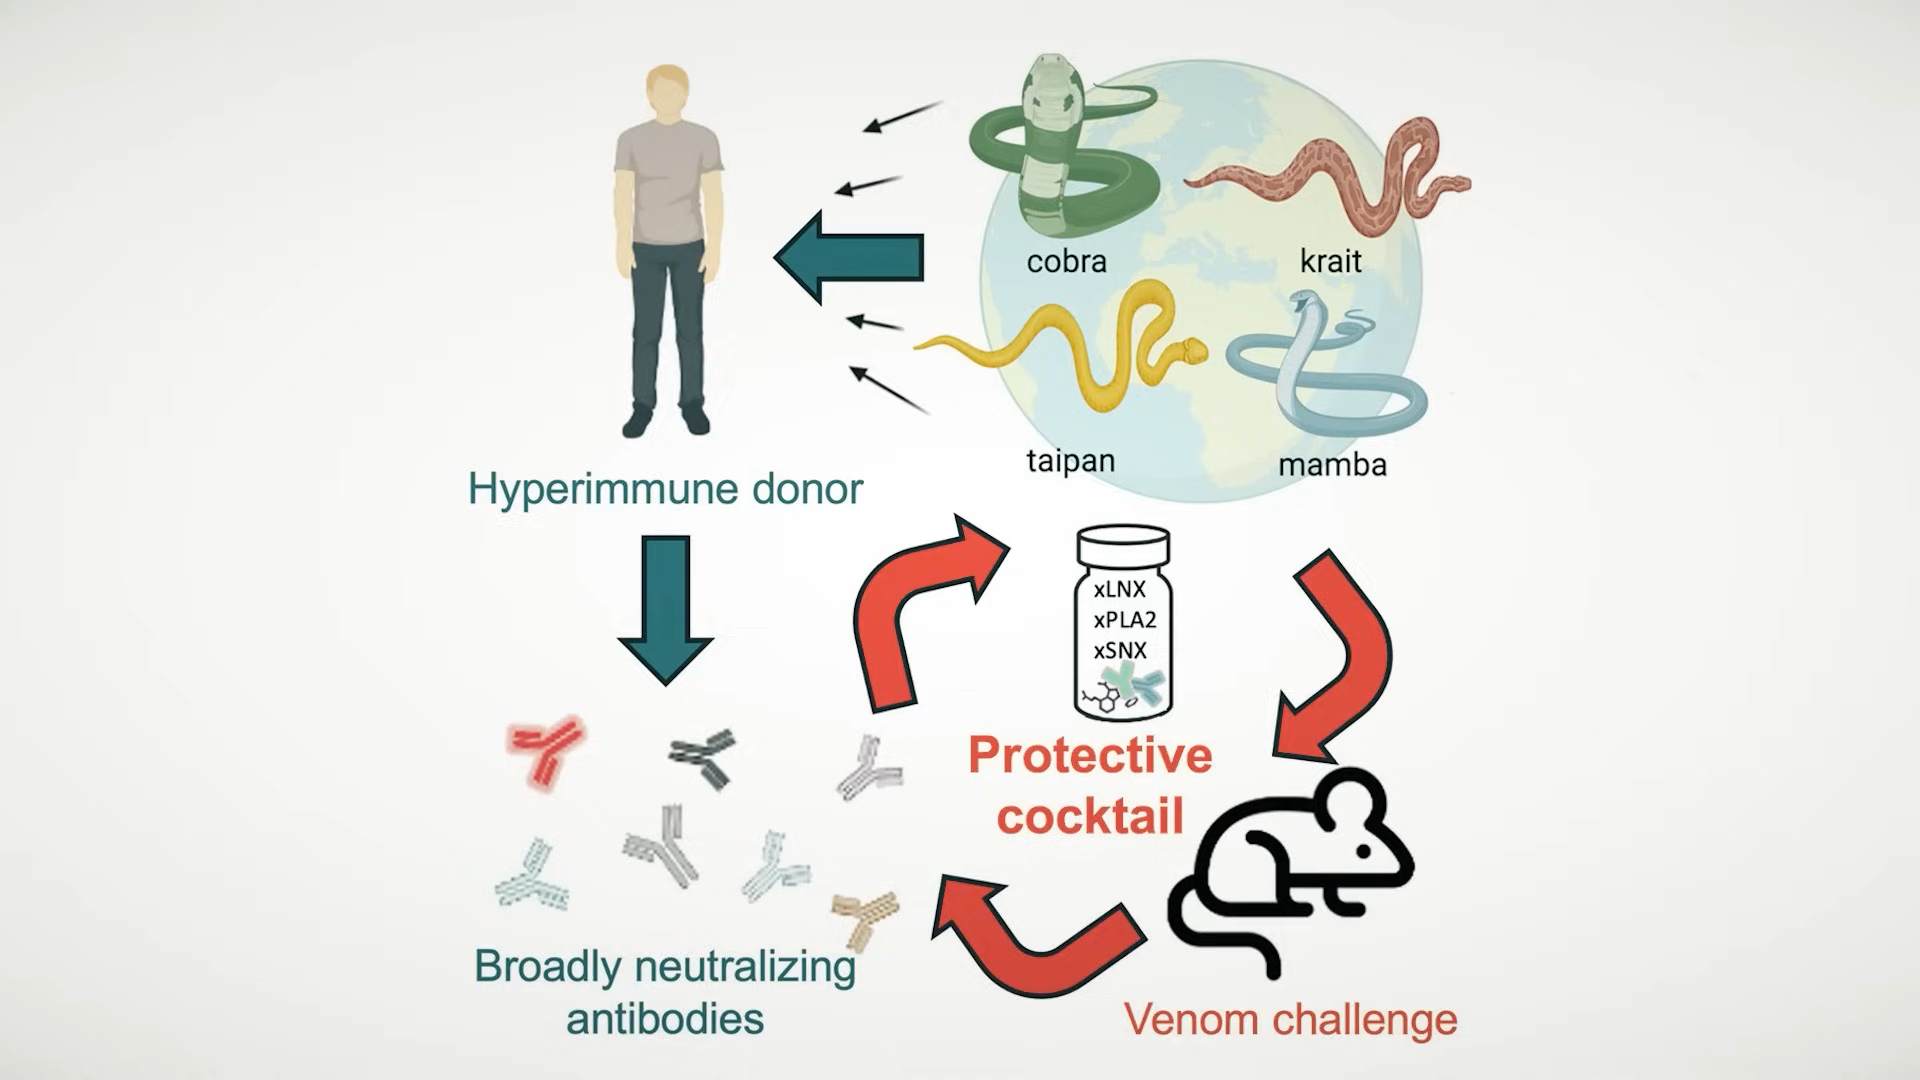 cobra
krait
taipan
mamba
Hyperimmune donor
xLNX
xPLA2
xSNX
Protective
cocktail
Broadly neutralizing
antibodies
Venom challenge